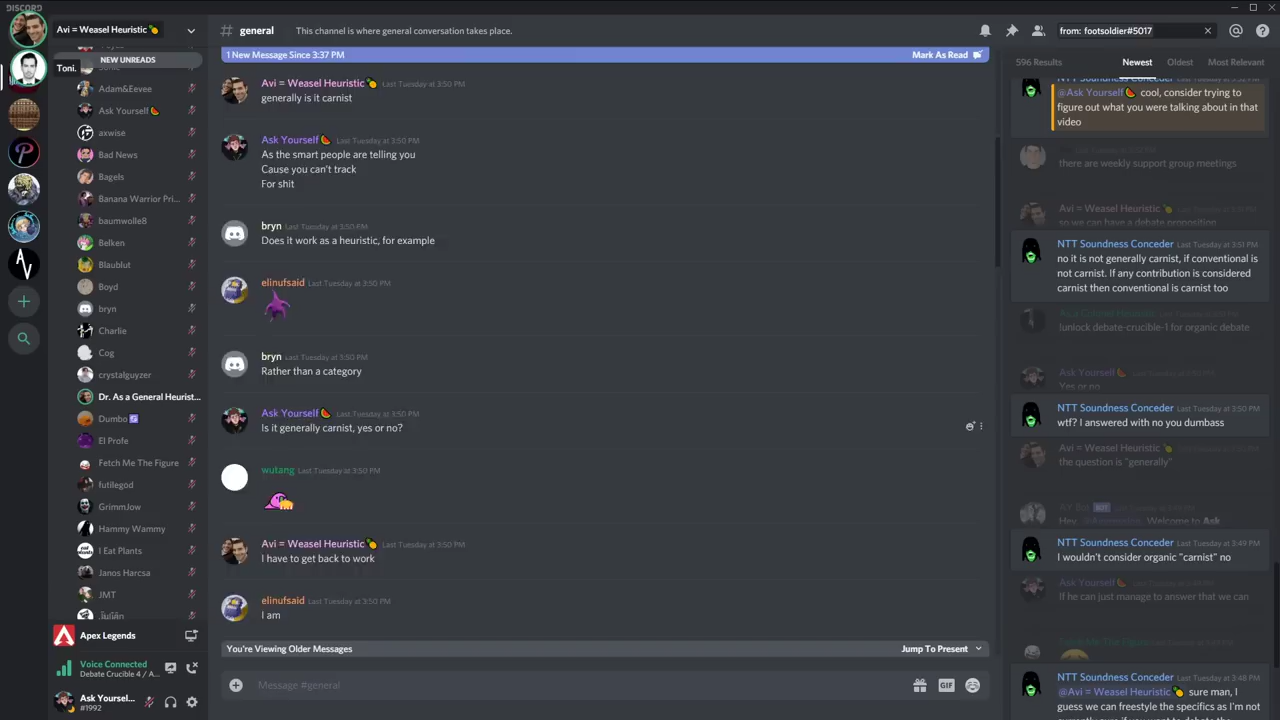 DISCORD
Avi = Weasel Heuristic
NEW UNREADS
Toni.
Adam&Eevee
Ask Yourself
axwise
Bad News
Bagels
Banana Warrior Pri...
baumwolle8
Belken
Blaublut
Boyd
bryn
Charlie
Cog
crystalguyzer
Dr. As a General Heurist...
Dumbo
El Profe
Fetch Me The Figure
futilegod
GrimmJow
Hammy Wammy
I Eat Plants
Janos Harcsa
JMT
Apex Legends
Voice Connected
Debate Crucible 4 / A...
Ask Yoursel...
#1992
# general
This channel is where general conversation takes place.
from: footsoldier#5017
1 New Message Since 3:37 PM
Mark As Read
Avi = Weasel Heuristic Last Tuesday at 3:50 PM
generally is it carnist
Ask Yourself Last Tuesday at 3:50 PM
As the smart people are telling you
Cause you can't track
For shit
bryn Last Tuesday at 3:50 PM
Does it work as a heuristic, for example
elinufsaid Last Tuesday at 3:50 PM
bryn Last Tuesday at 3:50 PM
Rather than a category
Ask Yourself Last Tuesday at 3:50 PM
Is it generally carnist, yes or no?
wutang Last Tuesday at 3:50 PM
Avi = Weasel Heuristic Last Tuesday at 3:50 PM
I have to get back to work
elinufsaid Last Tuesday at 3:50 PM
I am
You're Viewing Older Messages
Jump To Present
Message #general
GIF
596 Results
Newest
Oldest
Most Relevant
NTT Soundness Conceder Last Tuesday at 3:52 PM
@Ask Yourself cool, consider trying to
figure out what you were talking about in that
video
there are weekly support group meetings
Avi = Weasel Heuristic
so we can have a debate proposition
NTT Soundness Conceder Last Tuesday at 3:51 PM
no it is not generally carnist, if conventional is
not carnist. If any contribution is considered
carnist then conventional is carnist too
As a General Heuristic
!unlock debate-crucible-1 for organic debate
Ask Yourself
Yes or no
NTT Soundness Conceder Last Tuesday at 3:50 PM
wtf? I answered with no you dumbass
Avi = Weasel Heuristic
the question is "generally"
AY Bot BOT
Hey, Welcome to Ask
NTT Soundness Conceder Last Tuesday at 3:49 PM
I wouldn't consider organic "carnist" no
Ask Yourself
If he can just manage to answer that we can
Fetch Me The Figure
NTT Soundness Conceder Last Tuesday at 3:48 PM
@Avi = Weasel Heuristic sure man, I
guess we can freestyle the specifics as I'm not